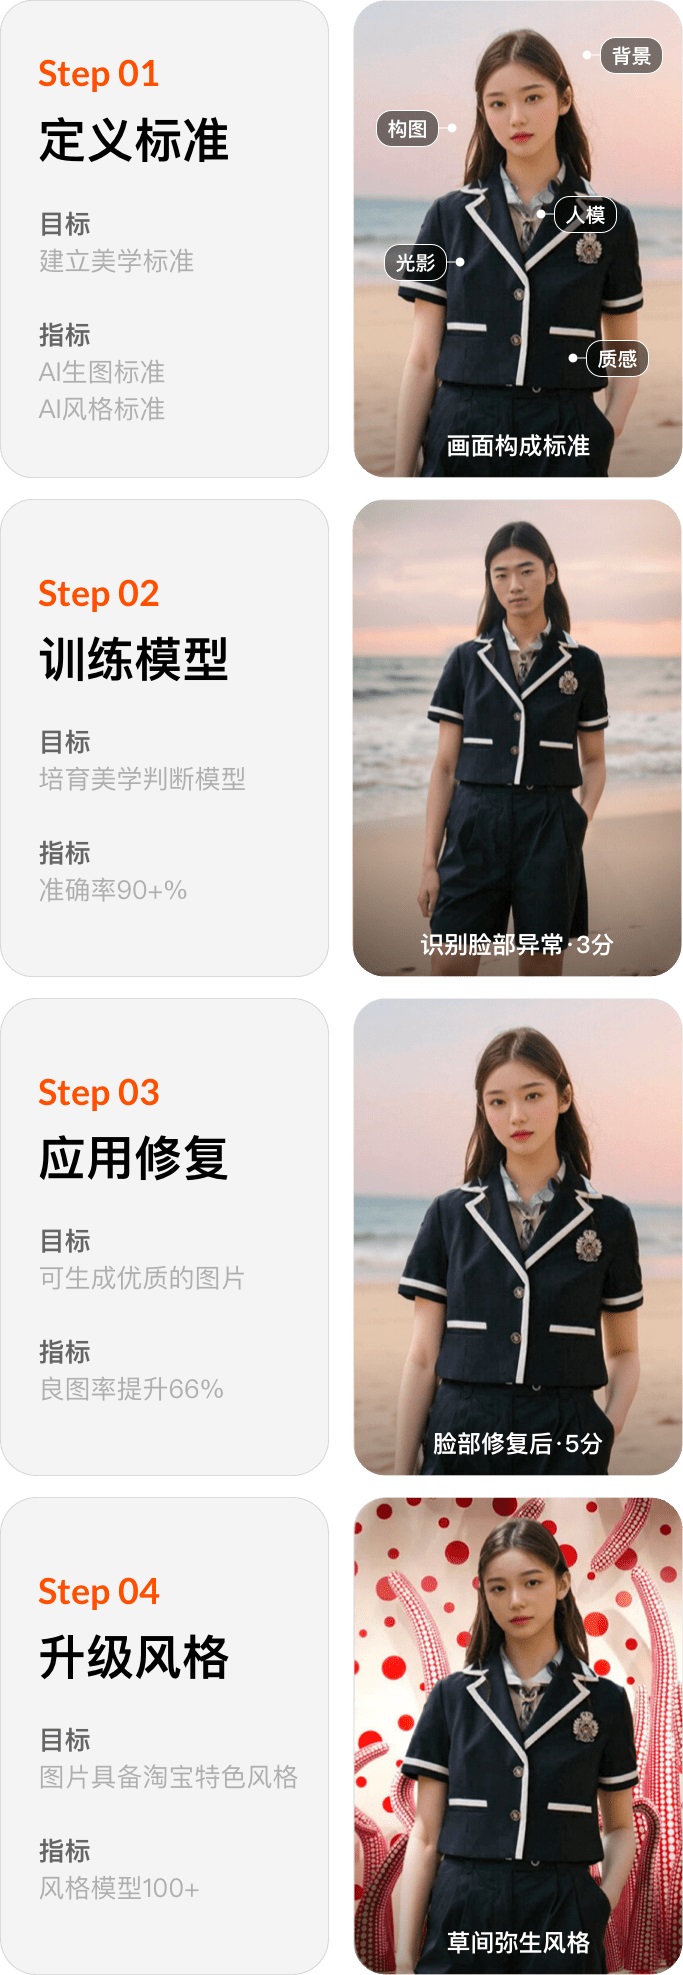 Step 01
定义标准
目标
建立美学标准
指标
AI生图标准
AI风格标准
背景
构图
人模
光影
质感
画面构成标准
Step 02
训练模型
目标
培育美学判断模型
指标
准确率90+%
识别脸部异常·3分
Step 03
应用修复
目标
可生成优质的图片
指标
良图率提升66%
脸部修复后·5分
Step 04
升级风格
目标
图片具备淘宝特色风格
指标
风格模型100+
草间弥生风格